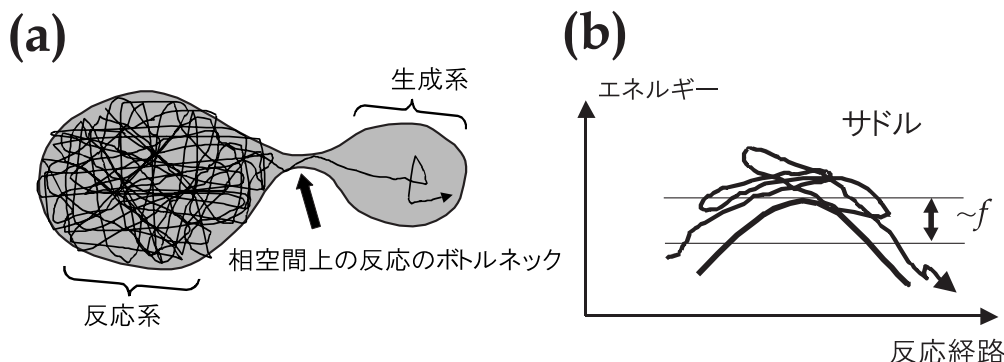 (a)
生成系
相空間上の反応のボトルネック
反応系
(b)
エネルギー
サドル
~f
反応経路